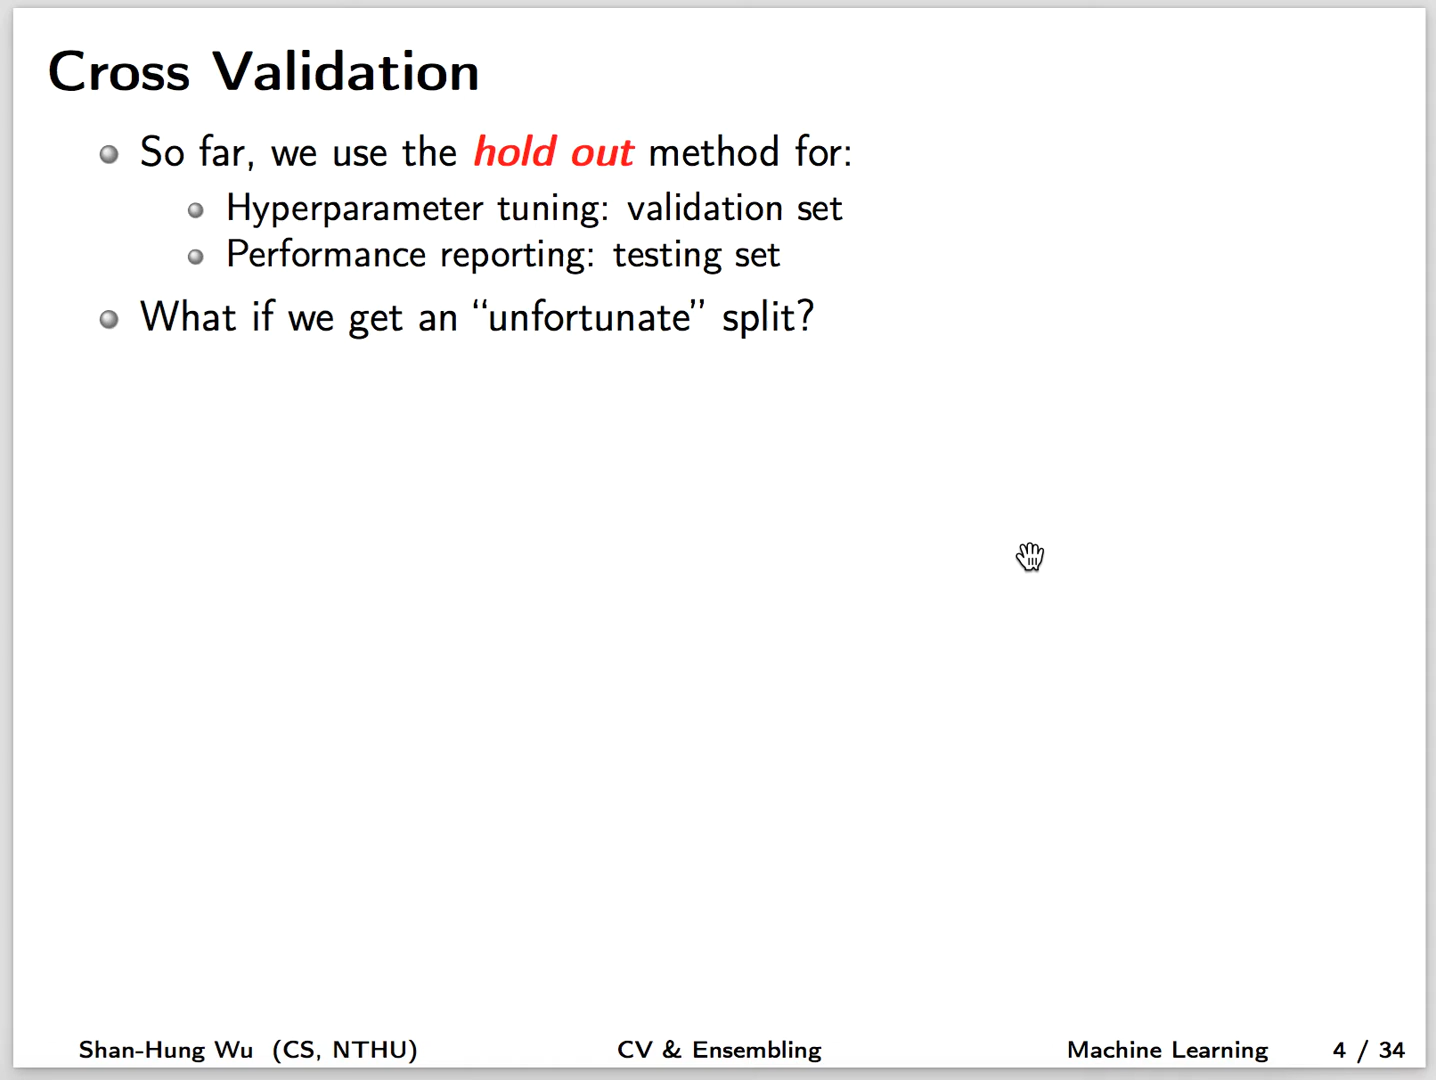 Cross Validation
So far, we use the hold out method for:
Hyperparameter tuning: validation set
Performance reporting: testing set
What if we get an “unfortunate” split?
Shan-Hung Wu (CS, NTHU) CV & Ensembling Machine Learning 4 / 34